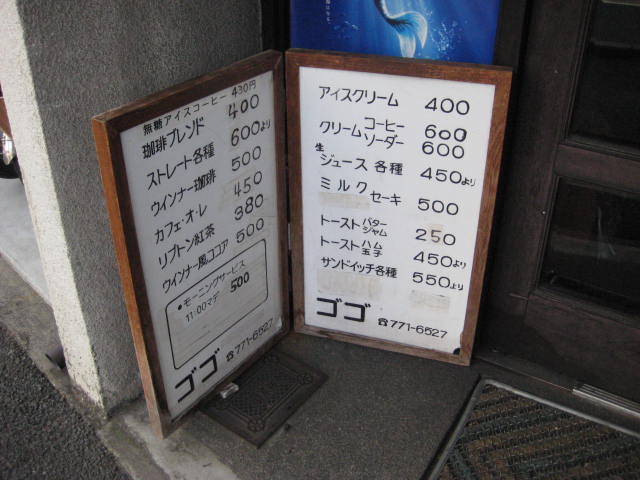 無糖アイスコーヒー 430円
珈琲ブレンド 400
ストレート各種 600より
ウインナー珈琲 500
カフェ・オ・レ 450
リプトン紅茶 380
ウインナー風ココア 500
●モーニングサービス
11:00マデ 500
ゴゴ ☎771-6527
アイスクリーム 400
クリーム コーヒー 600
ソーダー 600
生ジュース 各種 450より
ミルクセーキ 500
トースト バター ジャム 250
トースト ハム 玉子 450より
サンドイッチ各種 550より
ゴゴ ☎771-6527